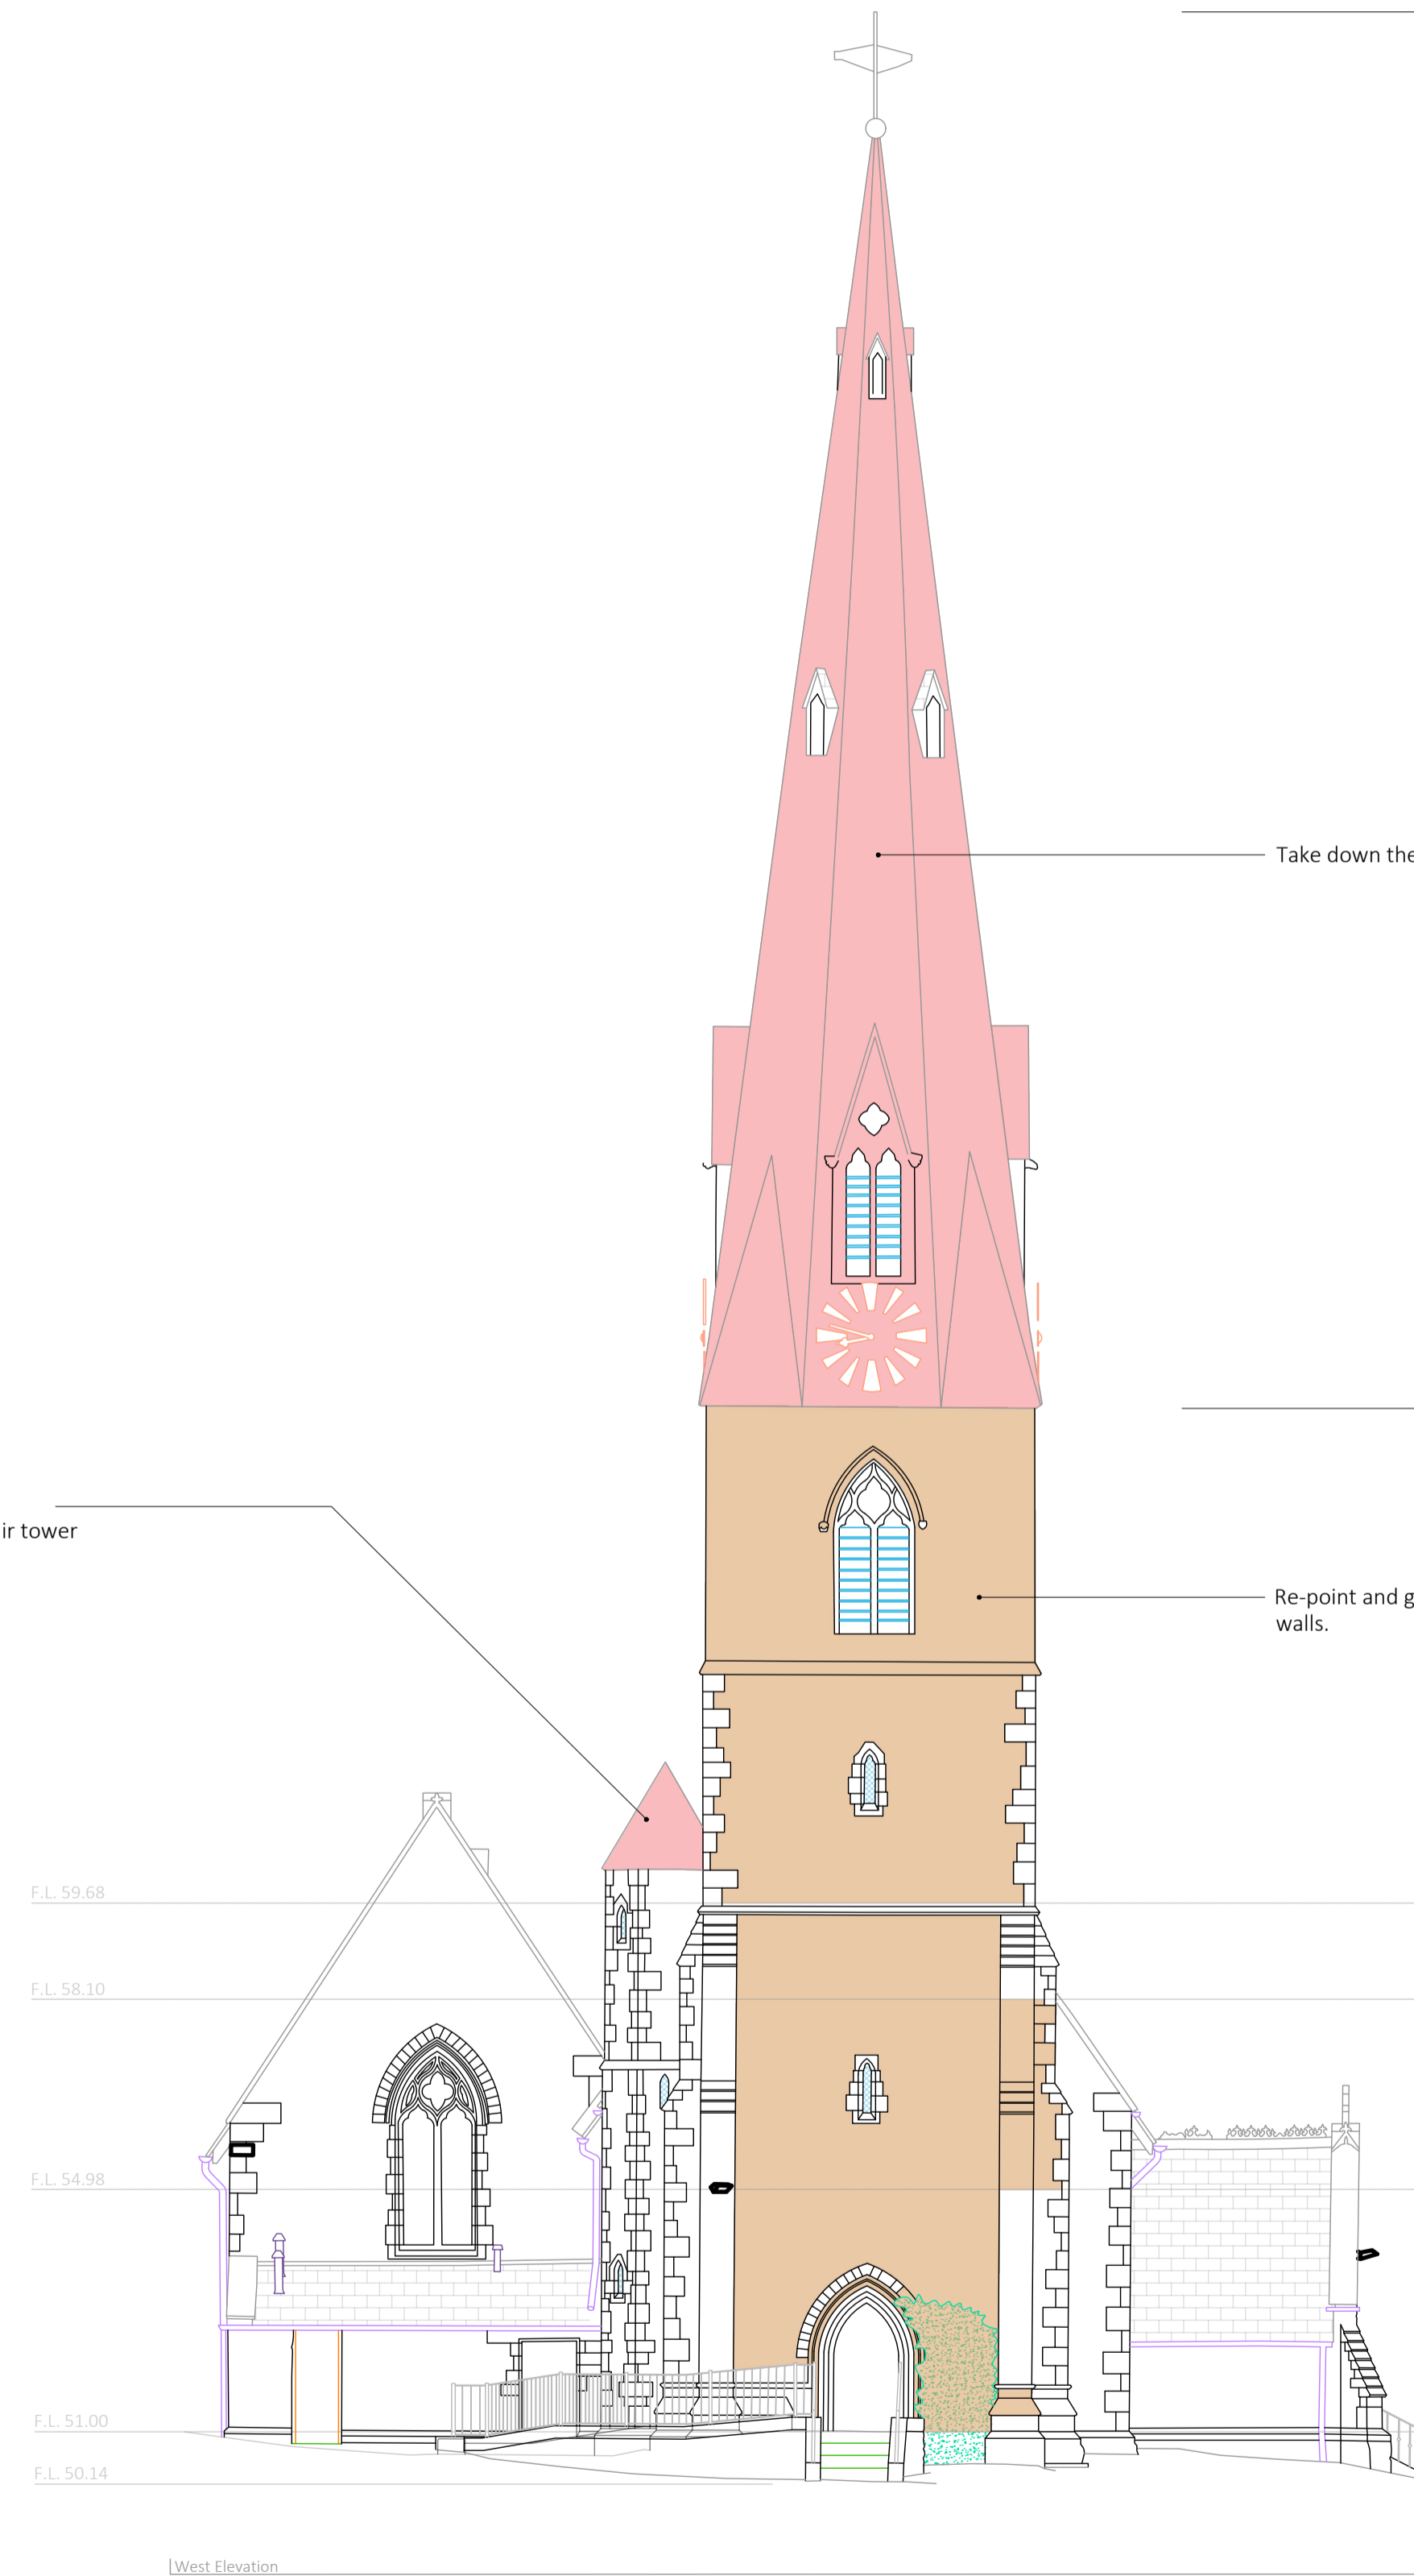 Take down the
ir tower
Re-point and g
walls.
F.L. 59.68
F.L. 58.10
F.L. 54.98
F.L. 51.00
F.L. 50.14
West Elevation